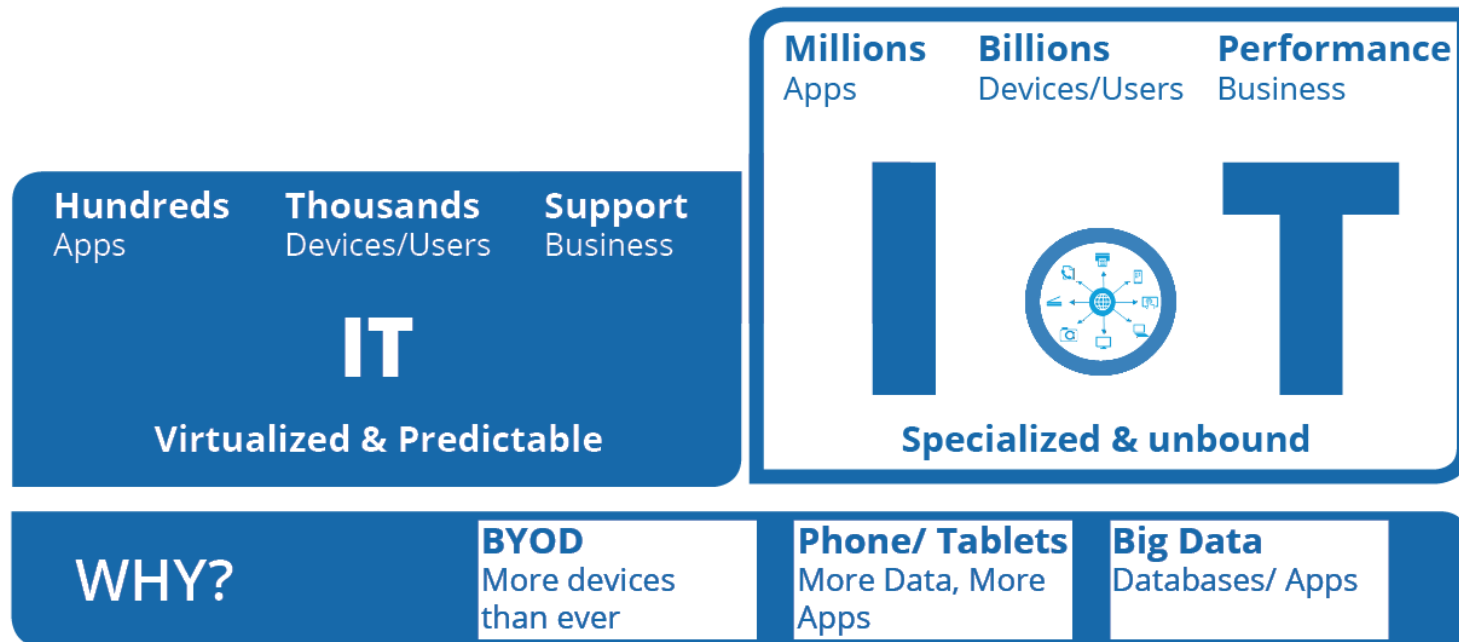 Hundreds Thousands Support
Apps Devices/Users Business
IT
Virtualized & Predictable
Millions Billions Performance
Apps Devices/Users Business
I T
Specialized & unbound
WHY?
BYOD
More devices
than ever
Phone/ Tablets
More Data, More
Apps
Big Data
Databases/ Apps